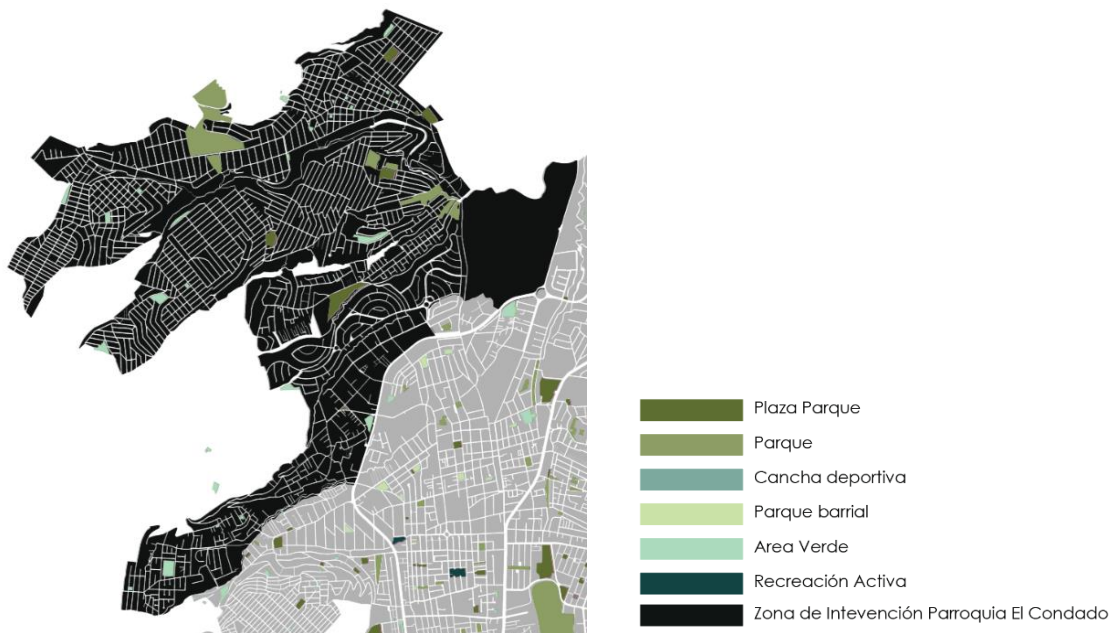 Plaza Parque
Parque
Cancha deportiva
Parque barrial
Area Verde
Recreación Activa
Zona de Intevención Parroquia El Condado